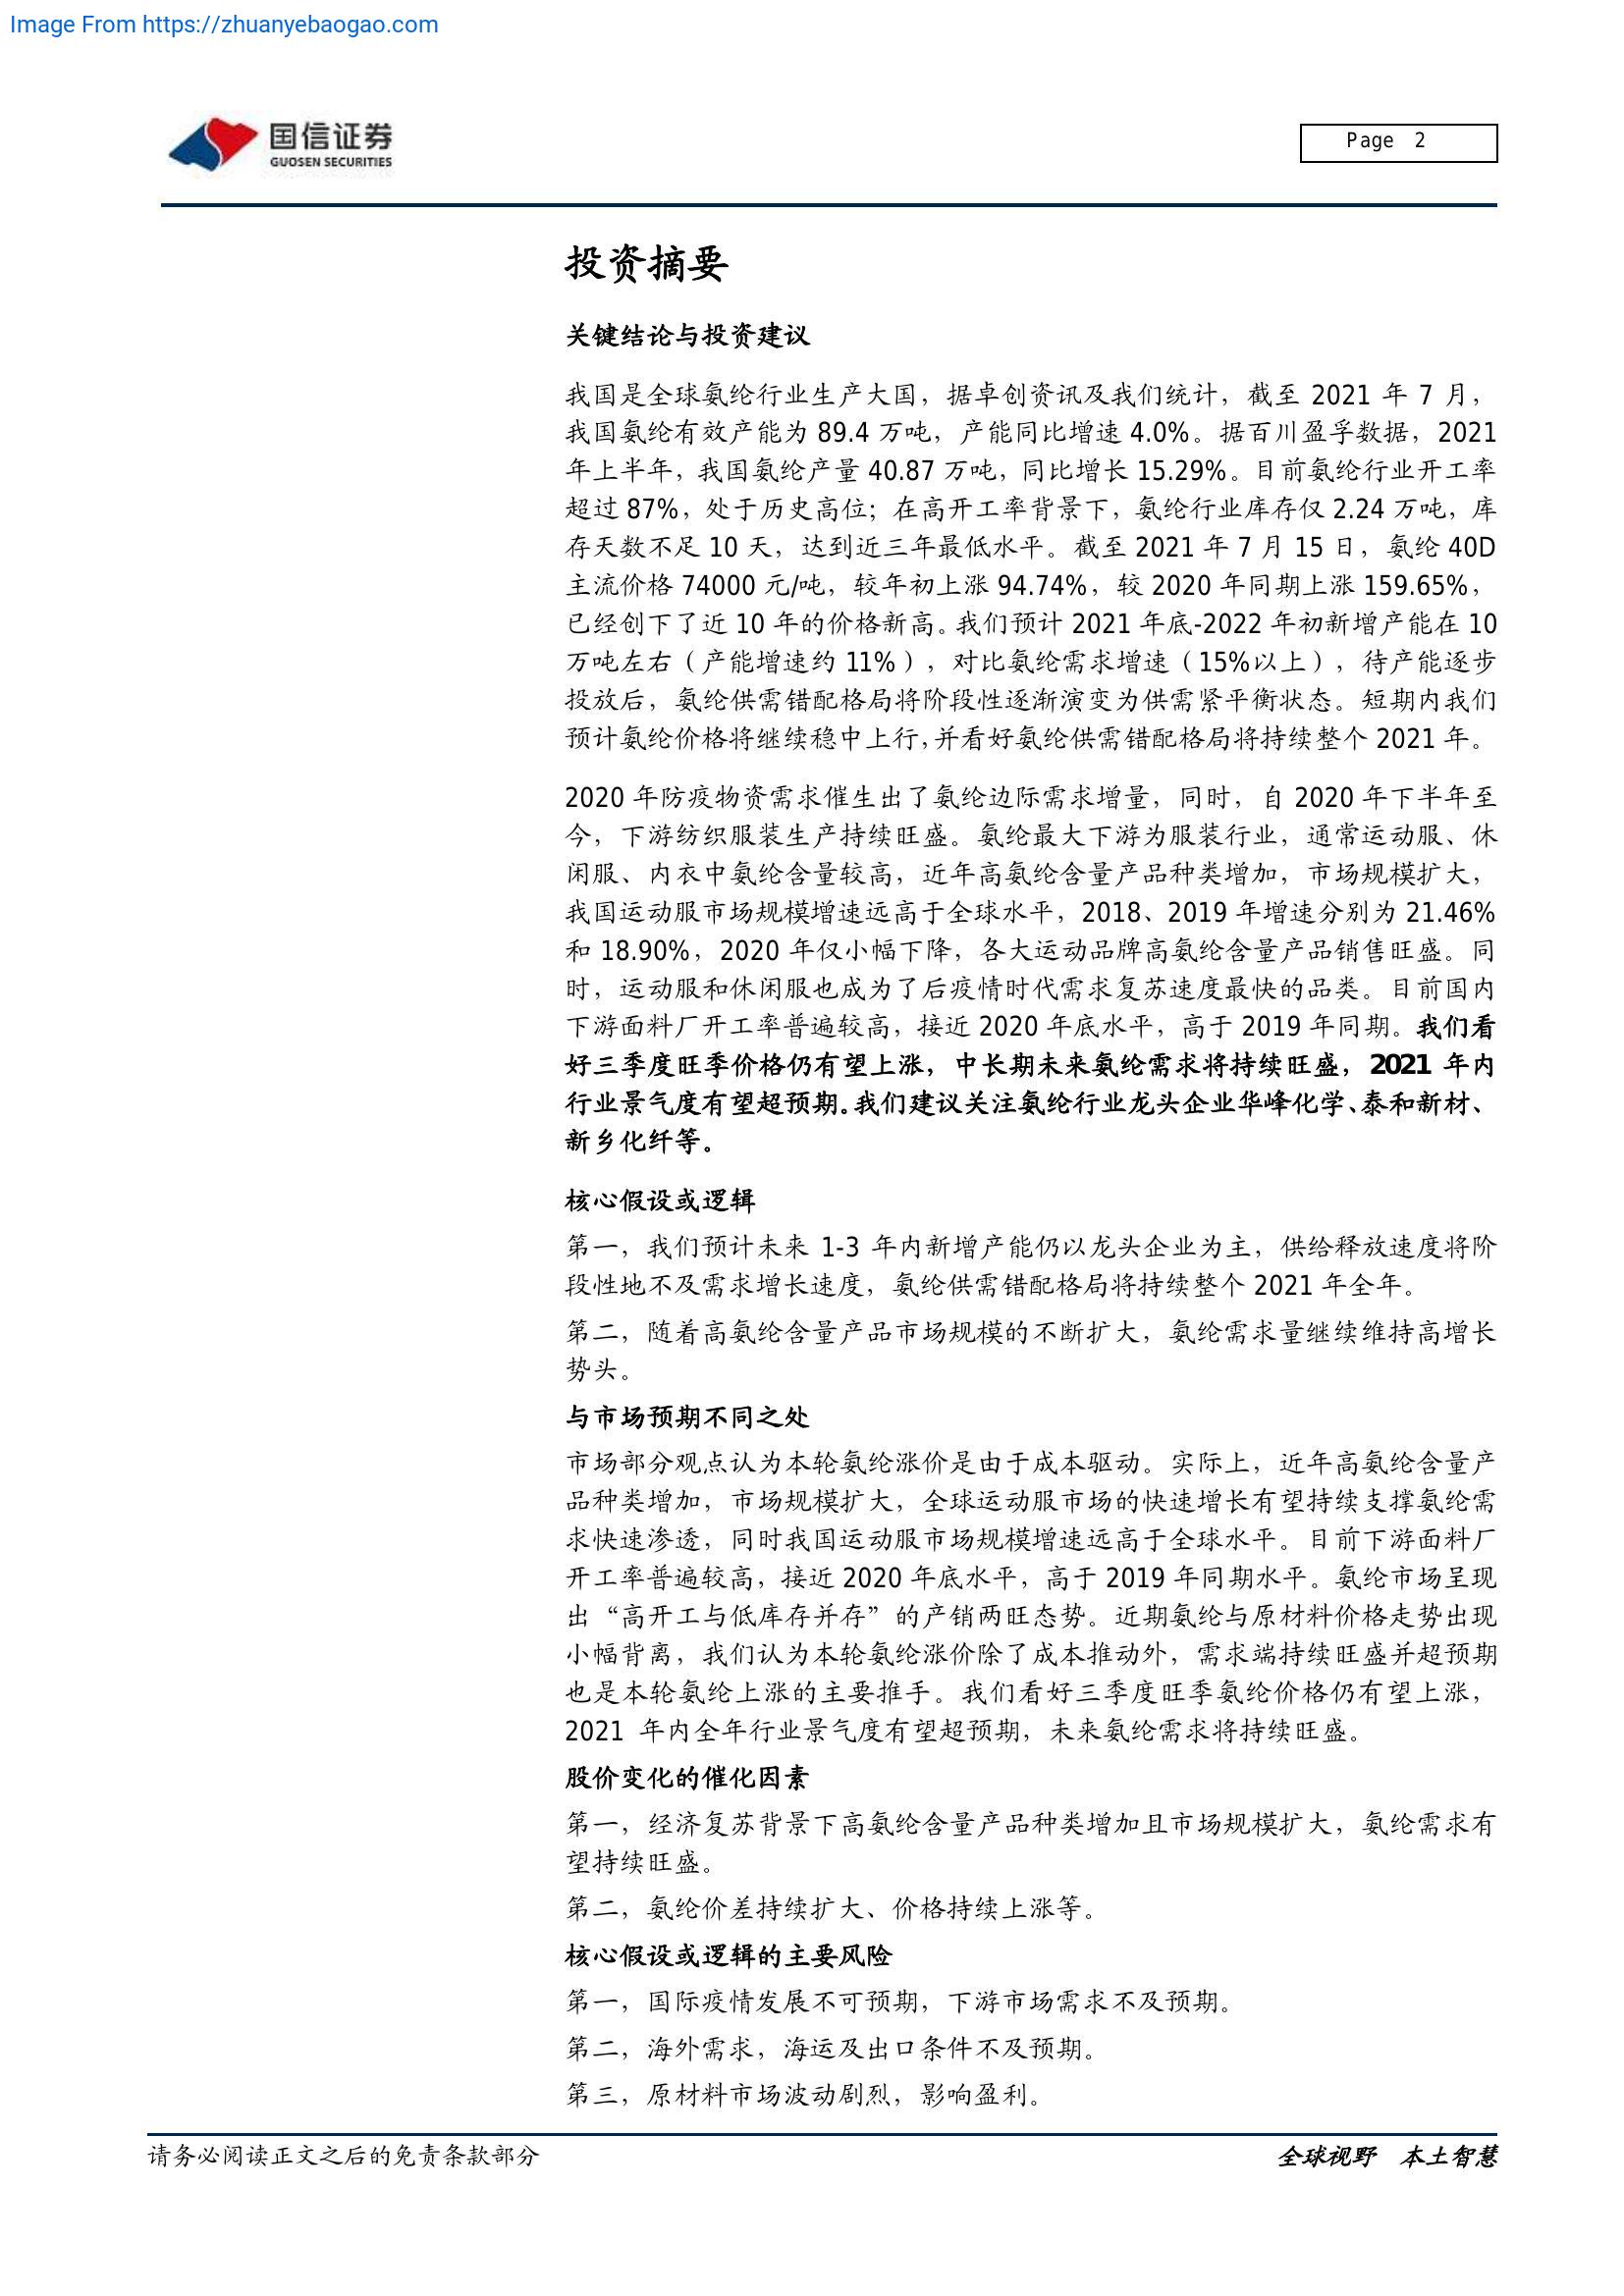 Image From https://zhuanyebaogao.com
国信证券
GUOSEN SECURITIES
Page 2
投资摘要
关键结论与投资建议
我国是全球氨纶行业生产大国，据卓创资讯及我们统计，截至 2021 年 7 月，
我国氨纶有效产能为 89.4 万吨，产能同比增速 4.0%。据百川盈孚数据，2021
年上半年，我国氨纶产量 40.87 万吨，同比增长 15.29%。目前氨纶行业开工率
超过 87%，处于历史高位；在高开工率背景下，氨纶行业库存仅 2.24 万吨，库
存天数不足 10 天，达到近三年最低水平。截至 2021 年 7 月 15 日，氨纶 40D
主流价格 74000 元/吨，较年初上涨 94.74%，较 2020 年同期上涨 159.65%，
已经创下了近 10 年的价格新高。我们预计 2021 年底-2022 年初新增产能在 10
万吨左右（产能增速约 11%），对比氨纶需求增速（15%以上），待产能逐步
投放后，氨纶供需错配格局将阶段性逐渐演变为供需紧平衡状态。短期内我们
预计氨纶价格将继续稳中上行，并看好氨纶供需错配格局将持续整个 2021 年。
2020 年防疫物资需求催生出了氨纶边际需求增量，同时，自 2020 年下半年至
今，下游纺织服装生产持续旺盛。氨纶最大下游为服装行业，通常运动服、休
闲服、内衣中氨纶含量较高，近年高氨纶含量产品种类增加，市场规模扩大，
我国运动服市场规模增速远高于全球水平，2018、2019 年增速分别为 21.46%
和 18.90%，2020 年仅小幅下降，各大运动品牌高氨纶含量产品销售旺盛。同
时，运动服和休闲服也成为了后疫情时代需求复苏速度最快的品类。目前国内
下游面料厂开工率普遍较高，接近 2020 年底水平，高于 2019 年同期。我们看
好三季度旺季价格仍有望上涨，中长期未来氨纶需求将持续旺盛，2021 年内
行业景气度有望超预期。我们建议关注氨纶行业龙头企业华峰化学、泰和新材、
新乡化纤等。
核心假设或逻辑
第一，我们预计未来 1-3 年内新增产能仍以龙头企业为主，供给释放速度将阶
段性地不及需求增长速度，氨纶供需错配格局将持续整个 2021 年全年。
第二，随着高氨纶含量产品市场规模的不断扩大，氨纶需求量继续维持高增长
势头。
与市场预期不同之处
市场部分观点认为本轮氨纶涨价是由于成本驱动。实际上，近年高氨纶含量产
品种类增加，市场规模扩大，全球运动服市场的快速增长有望持续支撑氨纶需
求快速渗透，同时我国运动服市场规模增速远高于全球水平。目前下游面料厂
开工率普遍较高，接近 2020 年底水平，高于 2019 年同期水平。氨纶市场呈现
出“高开工与低库存并存”的产销两旺态势。近期氨纶与原材料价格走势出现
小幅背离，我们认为本轮氨纶涨价除了成本推动外，需求端持续旺盛并超预期
也是本轮氨纶上涨的主要推手。我们看好三季度旺季氨纶价格仍有望上涨，
2021 年内全年行业景气度有望超预期，未来氨纶需求将持续旺盛。
股价变化的催化因素
第一，经济复苏背景下高氨纶含量产品种类增加且市场规模扩大，氨纶需求有
望持续旺盛。
第二，氨纶价差持续扩大、价格持续上涨等。
核心假设或逻辑的主要风险
第一，国际疫情发展不可预期，下游市场需求不及预期。
第二，海外需求，海运及出口条件不及预期。
第三，原材料市场波动剧烈，影响盈利。
请务必阅读正文之后的免责条款部分
全球视野 本土智慧